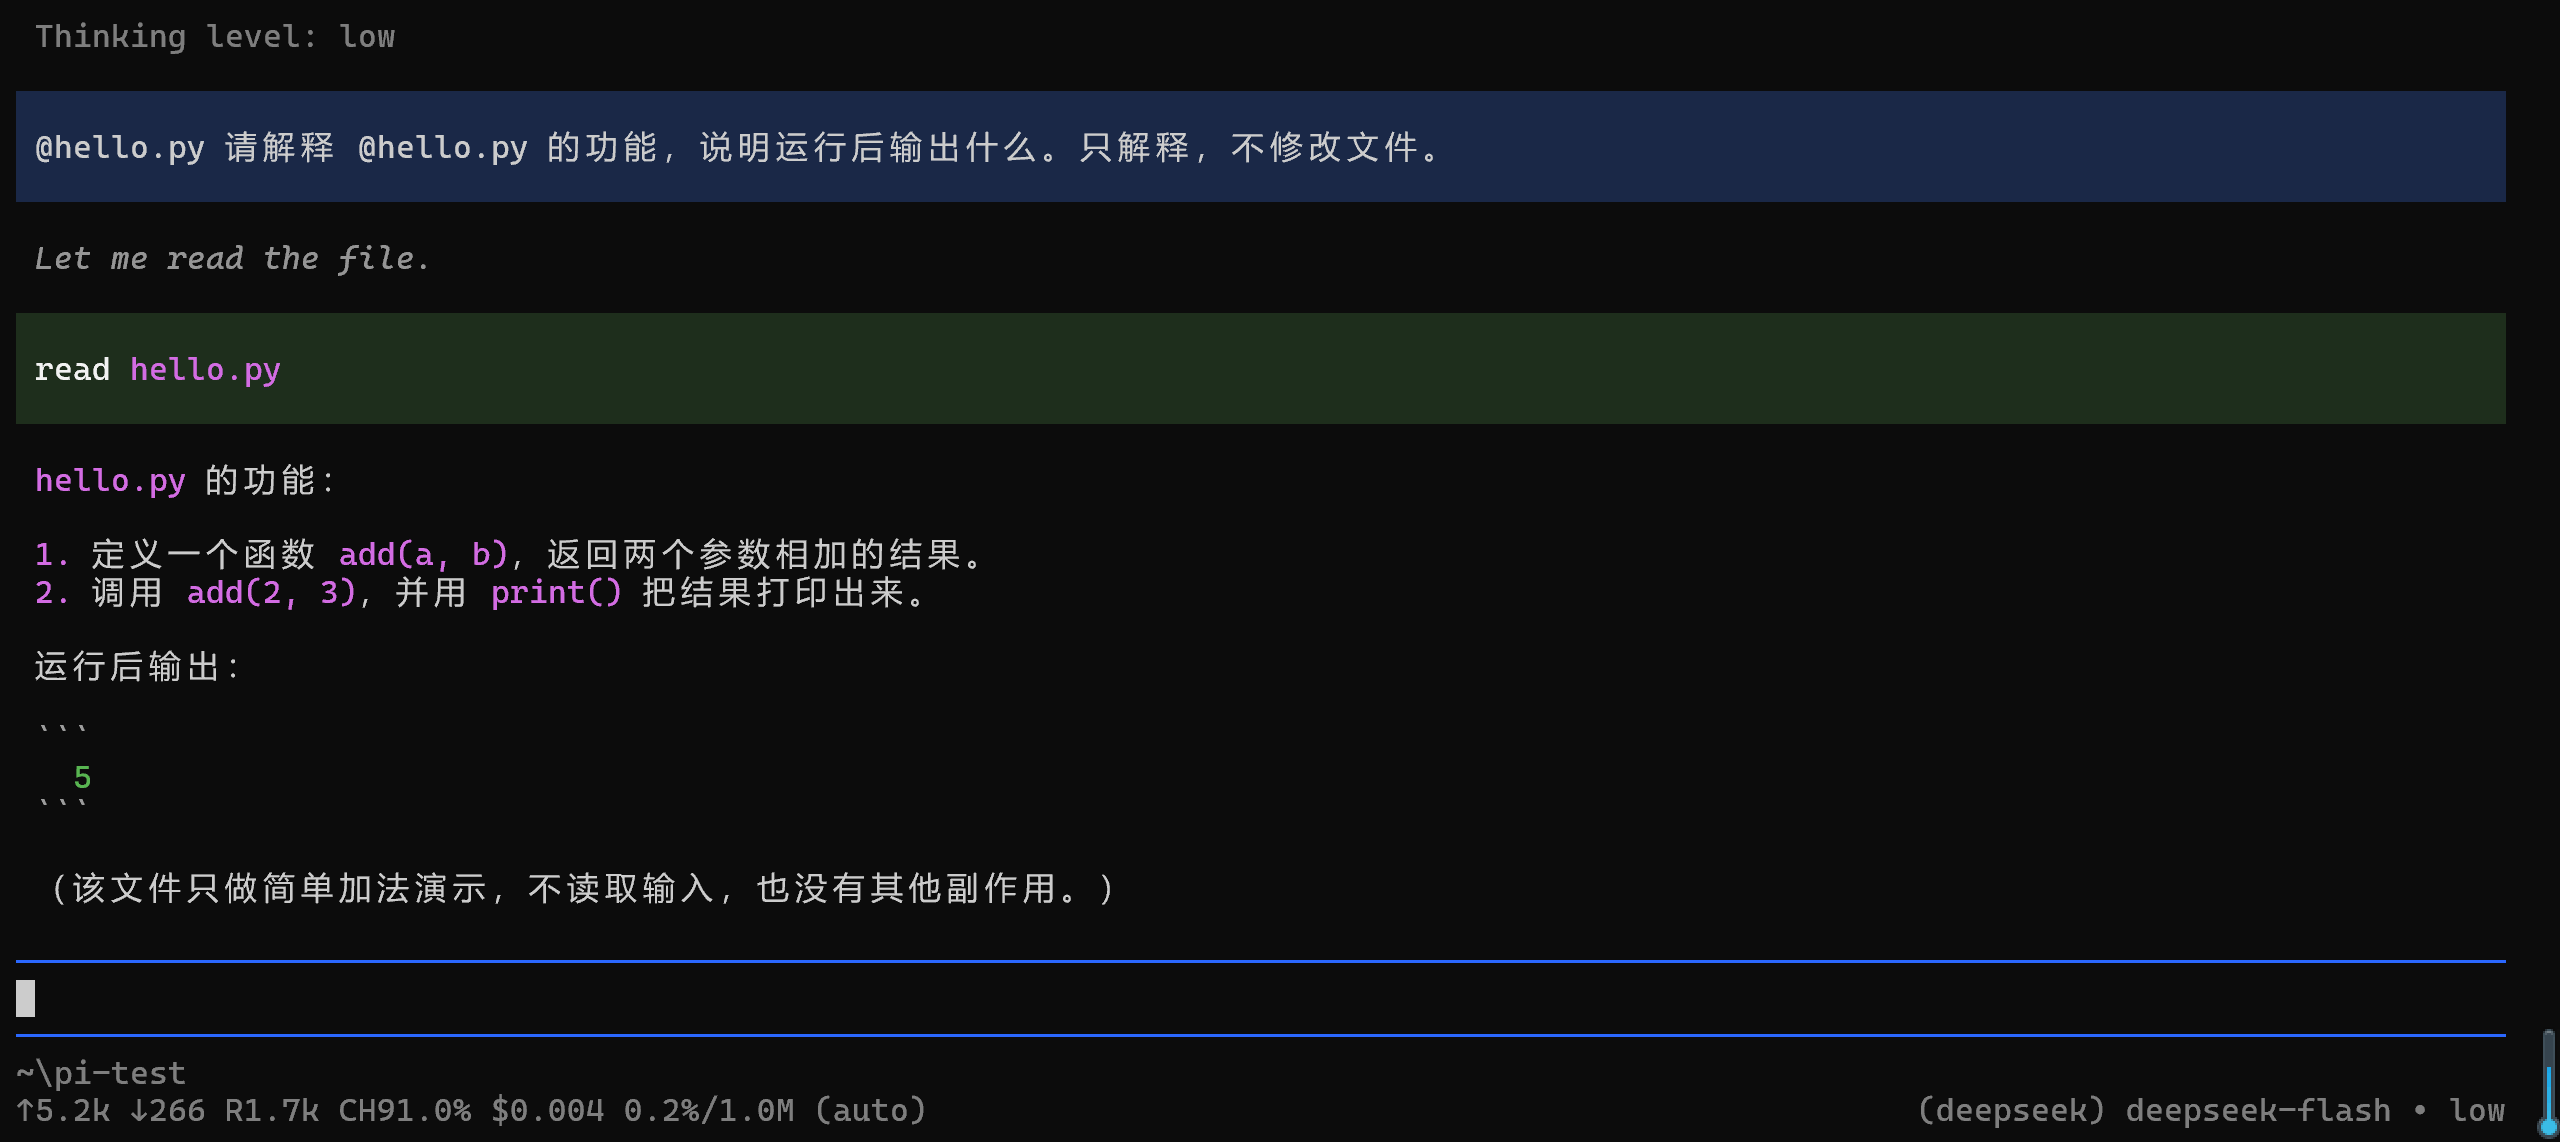 Thinking level: low
@hello.py 请解释 @hello.py 的功能，说明运行后输出什么。只解释，不修改文件。
Let me read the file.
read hello.py
hello.py 的功能：
1. 定义一个函数 add(a, b)，返回两个参数相加的结果。
2. 调用 add(2, 3)，并用 print() 把结果打印出来。
运行后输出：
```
5
```
（该文件只做简单加法演示，不读取输入，也没有其他副作用。）
~\pi-test
↑5.2k ↓266 R1.7k CH91.0% $0.004 0.2%/1.0M (auto) (deepseek) deepseek-flash • low